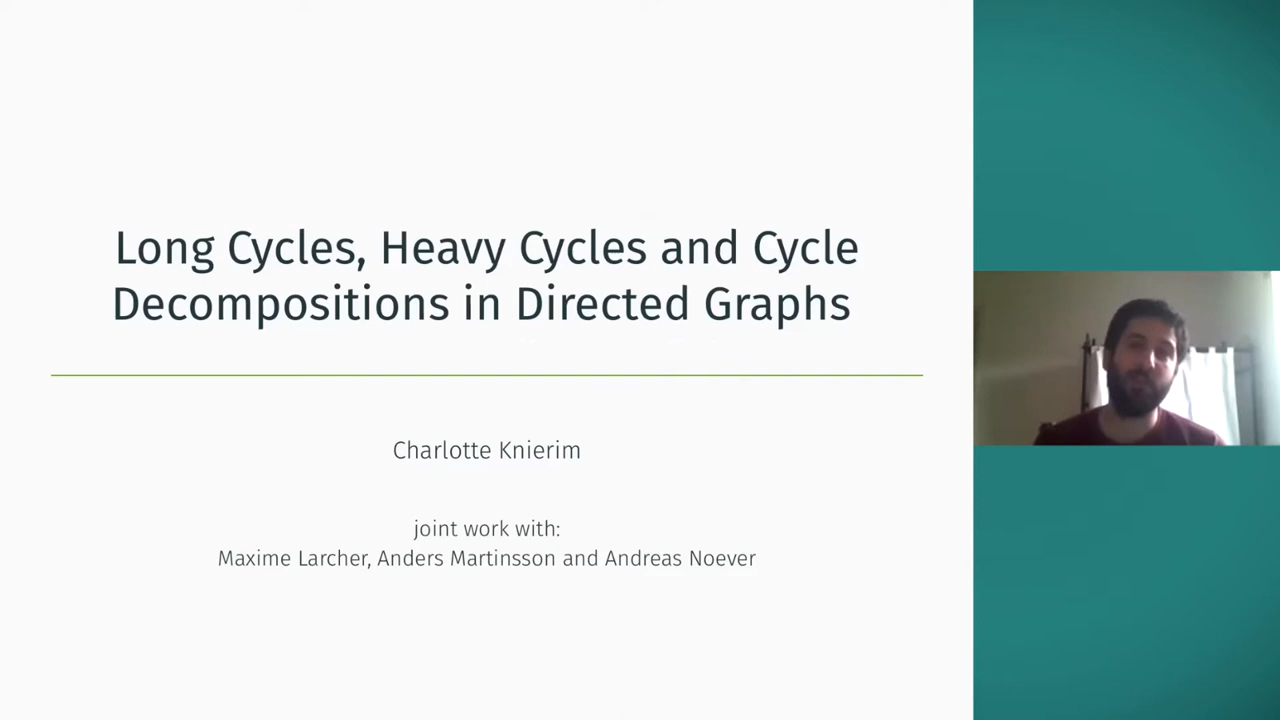 Long Cycles, Heavy Cycles and Cycle
Decompositions in Directed Graphs
Charlotte Knierim
joint work with:
Maxime Larcher, Anders Martinsson and Andreas Noever